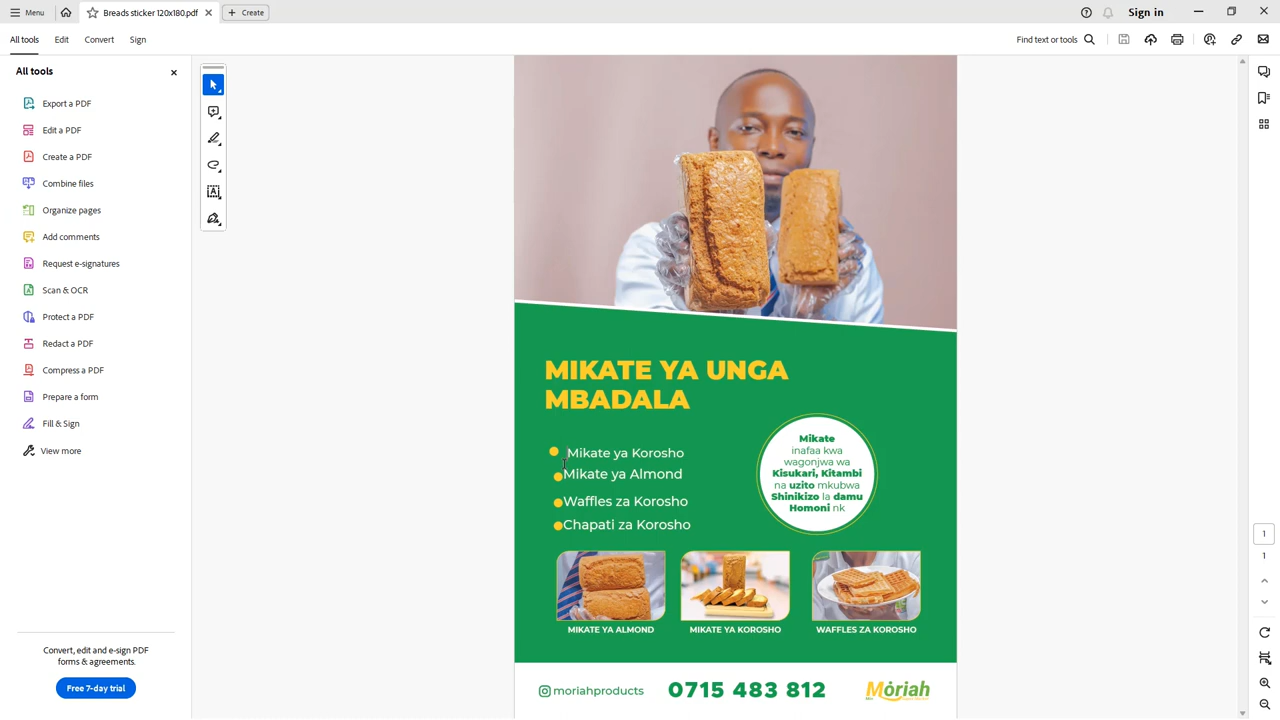 Menu
Breads sticker 120x180.pdf
Create
Sign in
All tools
Edit
Convert
Sign
Find text or tools
All tools
Export a PDF
Edit a PDF
Create a PDF
Combine files
Organize pages
Add comments
Request e-signatures
Scan & OCR
Protect a PDF
Redact a PDF
Compress a PDF
Prepare a form
Fill & Sign
View more
Convert, edit and e-sign PDF
forms & agreements.
Free 7-day trial
MIKATE YA UNGA
MBADALA
Mikate ya Korosho
Mikate ya Almond
Waffles za Korosho
Chapati za Korosho
Mikate
inafaa kwa
wagonjwa wa
Kisukari, Kitambi
na uzito mkubwa
Shinikizo la damu
Homoni nk
MIKATE YA ALMOND
MIKATE YA KOROSHO
WAFFLES ZA KOROSHO
moriahproducts
0715 483 812
Moriah
1
1